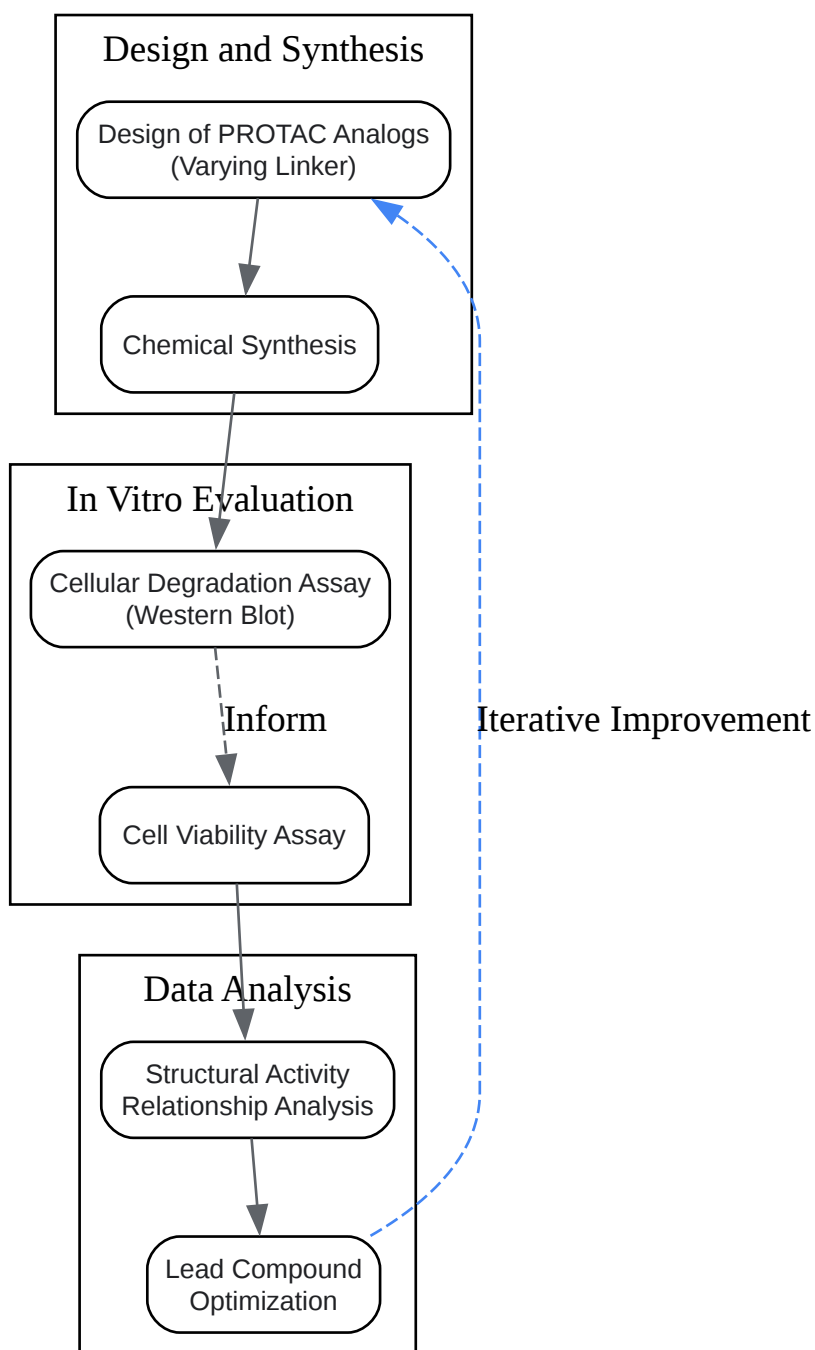 Design and Synthesis
Design of PROTAC Analogs
(Varying Linker)
Chemical Synthesis
In Vitro Evaluation
Cellular Degradation Assay
(Western Blot)
Inform
Iterative Improvement
Cell Viability Assay
Data Analysis
Structural Activity
Relationship Analysis
Lead Compound
Optimization